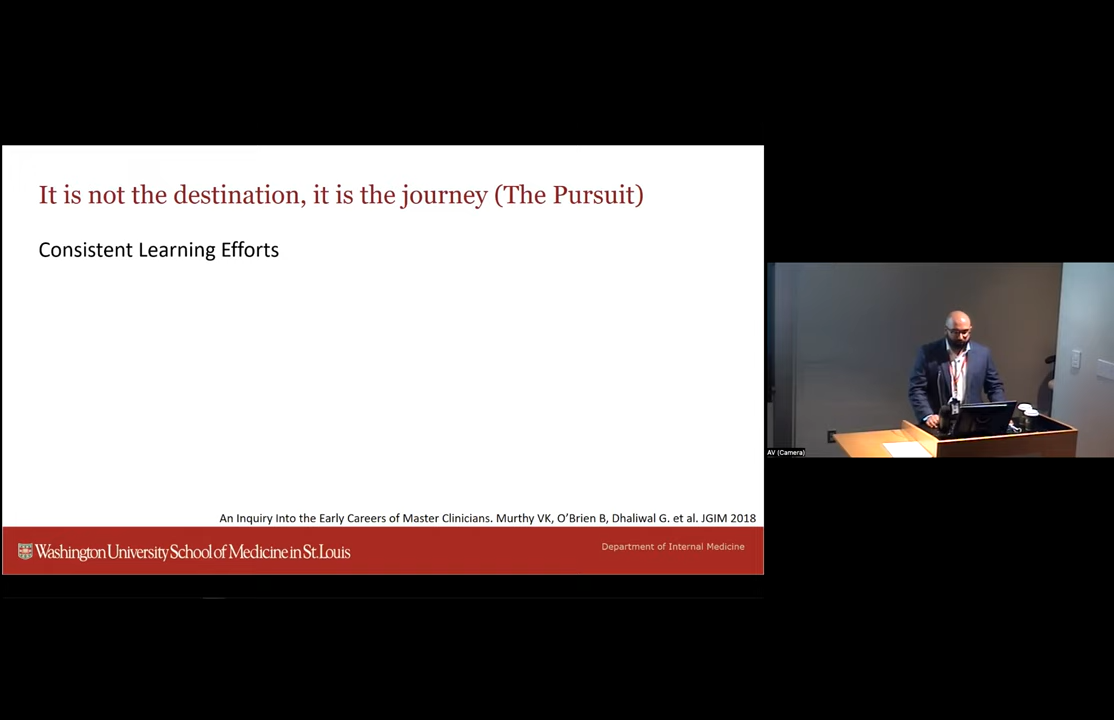 It is not the destination, it is the journey (The Pursuit)
Consistent Learning Efforts
An Inquiry Into the Early Careers of Master Clinicians. Murthy VK, O'Brien B, Dhaliwal G. et al. JGIM 2018
Washington University School of Medicine in St. Louis
Department of Internal Medicine
AV (Camera)